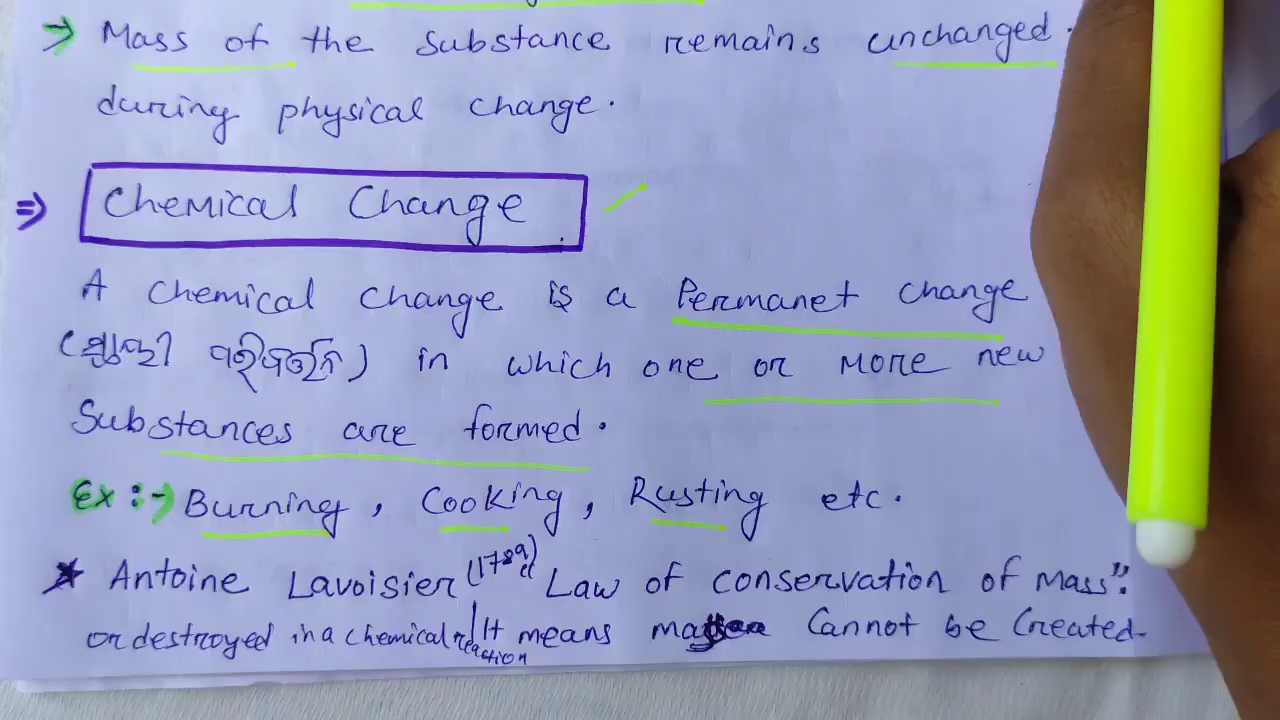 ⇒ Mass of the substance remains unchanged.
during physical change.
⇒ Chemical Change
A chemical change is a Permanet change
(ସ୍ଥାୟୀ ପରିବର୍ତ୍ତନ) in which one or more new
Substances are formed.
Ex :-) Burning, Cooking, Rusting etc.
★ Antoine Lavoisier (1789) "Law of conservation of Mass".
It means matter Cannot be Created
or destroyed in a chemical reaction